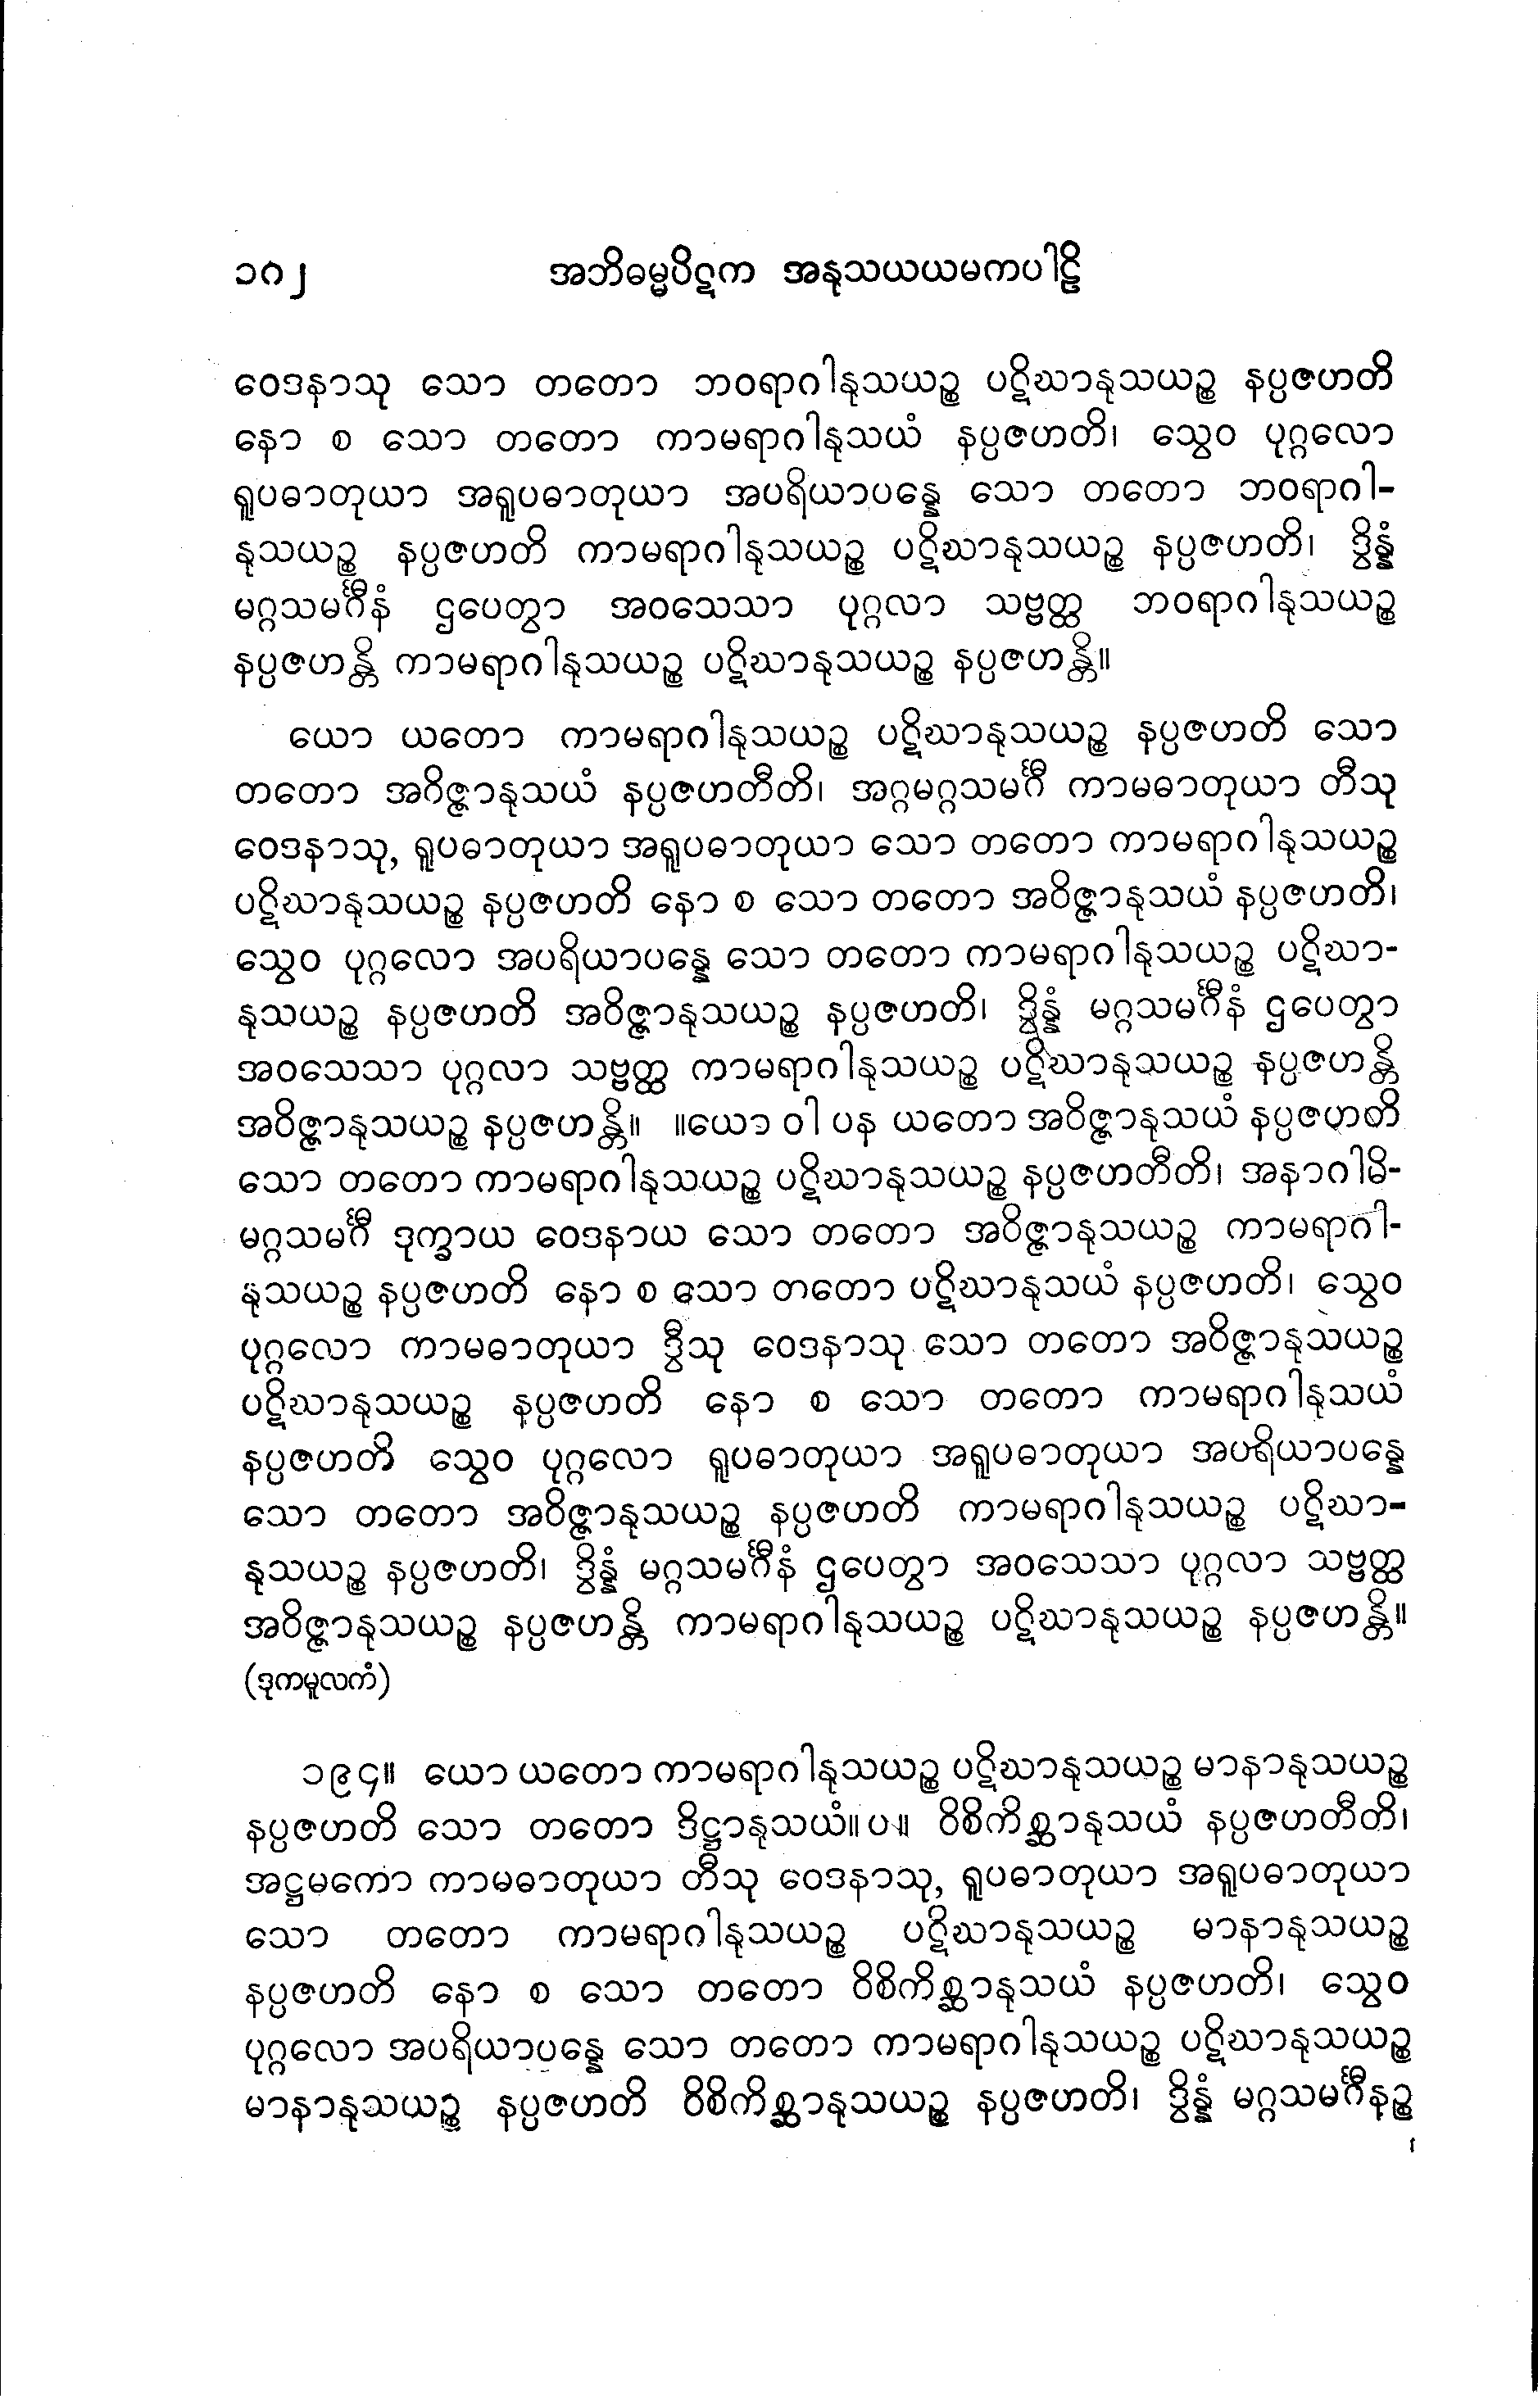 ၁၈၂ အဘိဓမ္မပိဋက အနုသယယမကပါဠိ
ဝေဒနာသု သော တတော ဘဝရာဂါနုသယဉ္စ ပဋိဃာနုသယဉ္စ နပ္ပဇဟတိ
နော စ သော တတော ကာမရာဂါနုသယံ နပ္ပဇဟတိ၊ သွေဝ ပုဂ္ဂလော
ရူပဓာတုယာ အရူပဓာတုယာ အပရိယာပန္နေ သော တတော ဘဝရာဂါ-
နုသယဉ္စ နပ္ပဇဟတိ ကာမရာဂါနုသယဉ္စ ပဋိဃာနုသယဉ္စ နပ္ပဇဟတိ၊ ဒွိန္နံ
မဂ္ဂသမင်္ဂီနံ ဌပေတွာ အဝသေသာ ပုဂ္ဂလာ သဗ္ဗတ္ထ ဘဝရာဂါနုသယဉ္စ
နပ္ပဇဟန္တိ ကာမရာဂါနုသယဉ္စ ပဋိဃာနုသယဉ္စ နပ္ပဇဟန္တိ။
ယော ယတော ကာမရာဂါနုသယဉ္စ ပဋိဃာနုသယဉ္စ နပ္ပဇဟတိ သော
တတော အဝိဇ္ဇာနုသယံ နပ္ပဇဟတီတိ၊ အဂ္ဂမဂ္ဂသမင်္ဂီ ကာမဓာတုယာ တီသု
ဝေဒနာသု, ရူပဓာတုယာ အရူပဓာတုယာ သော တတော ကာမရာဂါနုသယဉ္စ
ပဋိဃာနုသယဉ္စ နပ္ပဇဟတိ နော စ သော တတော အဝိဇ္ဇာနုသယံ နပ္ပဇဟတိ၊
သွေဝ ပုဂ္ဂလော အပရိယာပန္နေ သော တတော ကာမရာဂါနုသယဉ္စ ပဋိဃာ-
နုသယဉ္စ နပ္ပဇဟတိ အဝိဇ္ဇာနုသယဉ္စ နပ္ပဇဟတိ၊ ဒွိန္နံ မဂ္ဂသမင်္ဂီနံ ဌပေတွာ
အဝသေသာ ပုဂ္ဂလာ သဗ္ဗတ္ထ ကာမရာဂါနုသယဉ္စ ပဋိဃာနုသယဉ္စ နပ္ပဇဟန္တိ
အဝိဇ္ဇာနုသယဉ္စ နပ္ပဇဟန္တိ။ ။ယော ဝါ ပန ယတော အဝိဇ္ဇာနုသယံ နပ္ပဇဟတိ
သော တတော ကာမရာဂါနုသယဉ္စ ပဋိဃာနုသယဉ္စ နပ္ပဇဟတီတိ၊ အနာဂါမိ-
မဂ္ဂသမင်္ဂီ ဒုက္ခာယ ဝေဒနာယ သော တတော အဝိဇ္ဇာနုသယဉ္စ ကာမရာဂါ-
နုသယဉ္စ နပ္ပဇဟတိ နော စ သော တတော ပဋိဃာနုသယံ နပ္ပဇဟတိ၊ သွေဝ
ပုဂ္ဂလော ကာမဓာတုယာ ဒွီသု ဝေဒနာသု သော တတော အဝိဇ္ဇာနုသယဉ္စ
ပဋိဃာနုသယဉ္စ နပ္ပဇဟတိ နော စ သော တတော ကာမရာဂါနုသယံ
နပ္ပဇဟတိ သွေဝ ပုဂ္ဂလော ရူပဓာတုယာ အရူပဓာတုယာ အပရိယာပန္နေ
သော တတော အဝိဇ္ဇာနုသယဉ္စ နပ္ပဇဟတိ ကာမရာဂါနုသယဉ္စ ပဋိဃာ-
နုသယဉ္စ နပ္ပဇဟတိ၊ ဒွိန္နံ မဂ္ဂသမင်္ဂီနံ ဌပေတွာ အဝသေသာ ပုဂ္ဂလာ သဗ္ဗတ္ထ
အဝိဇ္ဇာနုသယဉ္စ နပ္ပဇဟန္တိ ကာမရာဂါနုသယဉ္စ ပဋိဃာနုသယဉ္စ နပ္ပဇဟန္တိ။
(ဒုကမူလကံ)
၁၉၄။ ယော ယတော ကာမရာဂါနုသယဉ္စ ပဋိဃာနုသယဉ္စ မာနာနုသယဉ္စ
နပ္ပဇဟတိ သော တတော ဒိဋ္ဌာနုသယံ။ပ။ ဝိစိကိစ္ဆာနုသယံ နပ္ပဇဟတီတိ၊
အဋ္ဌမကော ကာမဓာတုယာ တီသု ဝေဒနာသု, ရူပဓာတုယာ အရူပဓာတုယာ
သော တတော ကာမရာဂါနုသယဉ္စ ပဋိဃာနုသယဉ္စ မာနာနုသယဉ္စ
နပ္ပဇဟတိ နော စ သော တတော ဝိစိကိစ္ဆာနုသယံ နပ္ပဇဟတိ၊ သွေဝ
ပုဂ္ဂလော အပရိယာပန္နေ သော တတော ကာမရာဂါနုသယဉ္စ ပဋိဃာနုသယဉ္စ
မာနာနုသယဉ္စ နပ္ပဇဟတိ ဝိစိကိစ္ဆာနုသယဉ္စ နပ္ပဇဟတိ၊ ဒွိန္နံ မဂ္ဂသမင်္ဂီနဉ္စ